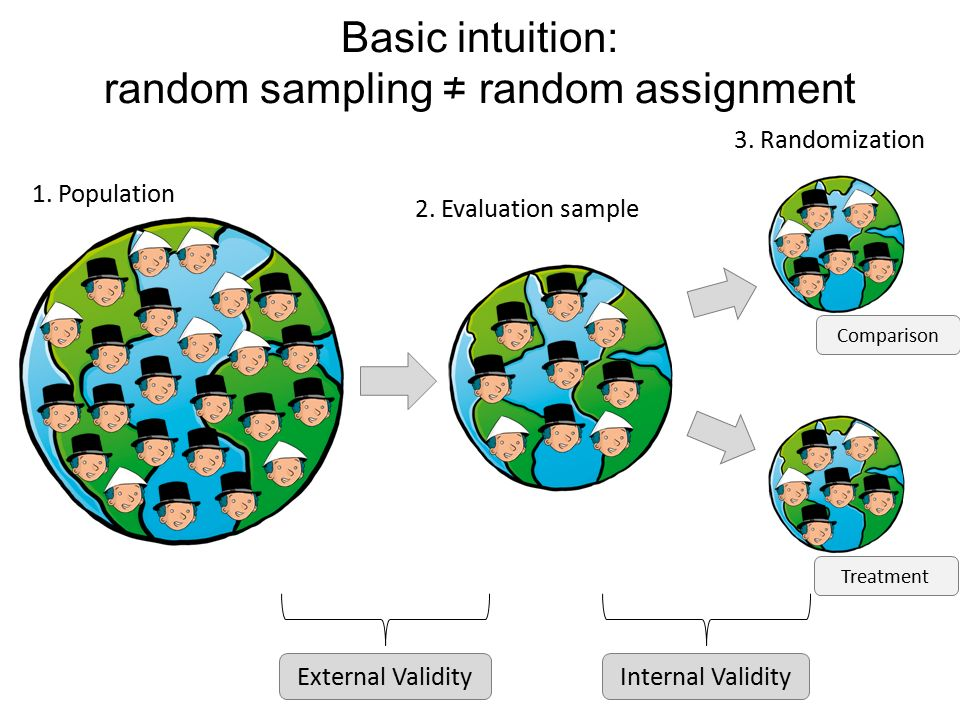 Basic intuition:
random sampling ≠ random assignment
3. Randomization
1. Population
2. Evaluation sample
Comparison
Treatment
External Validity
Internal Validity